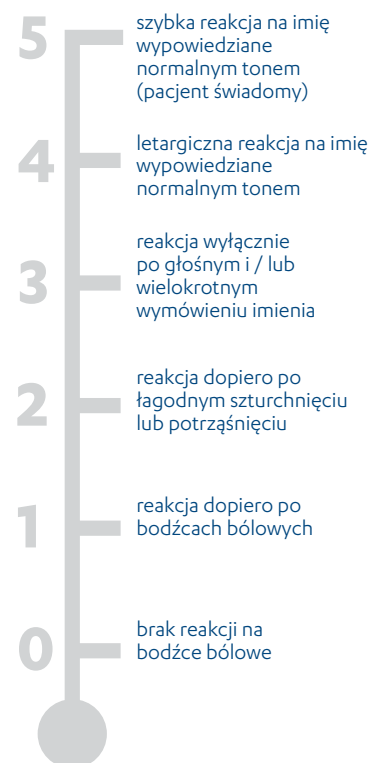 5
szybka reakcja na imię
wypowiedziane
normalnym tonem
(pacjent świadomy)
4
letargiczna reakcja na imię
wypowiedziane
normalnym tonem
3
reakcja wyłącznie
po głośnym i / lub
wielokrotnym
wymówieniu imienia
2
reakcja dopiero po
łagodnym szturchnięciu
lub potrząśnięciu
1
reakcja dopiero po
bodźcach bólowych
0
brak reakcji na
bodźce bólowe